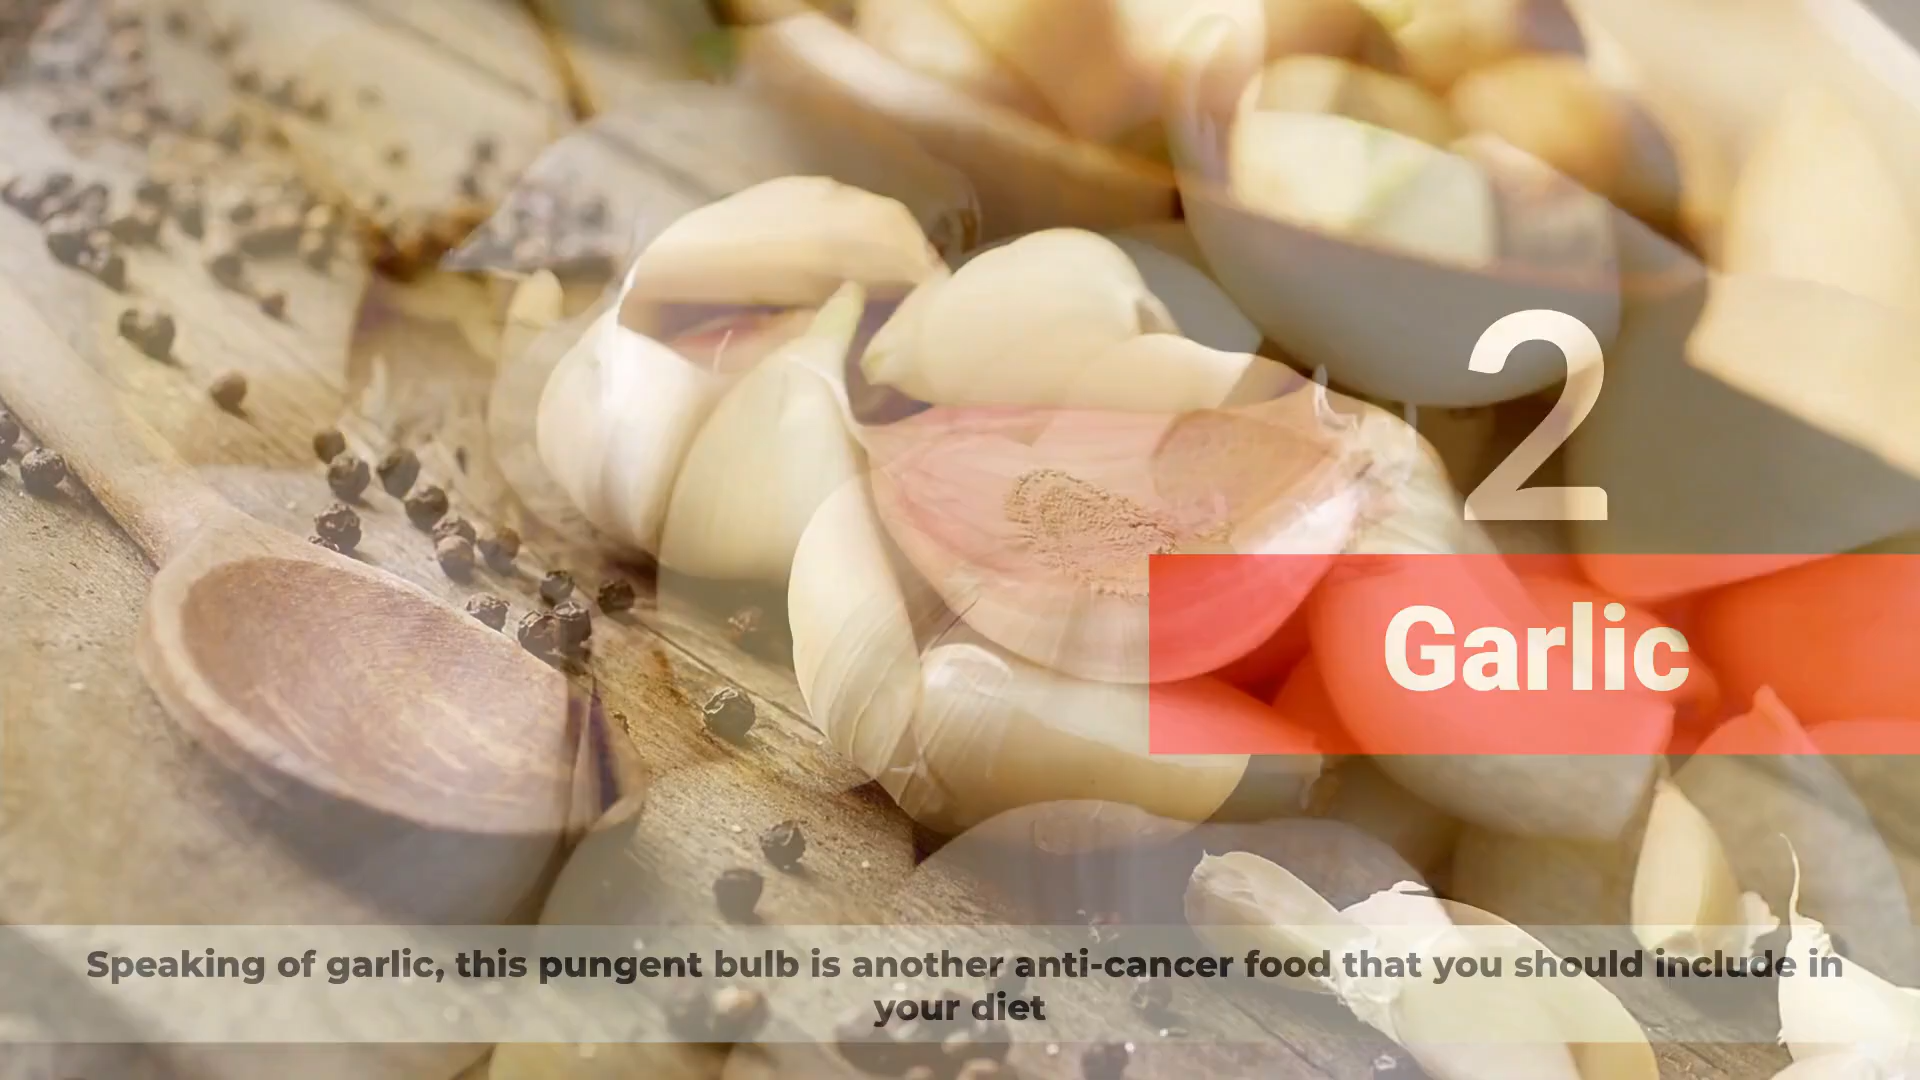 2
Garlic
Speaking of garlic, this pungent bulb is another anti-cancer food that you should include in
your diet